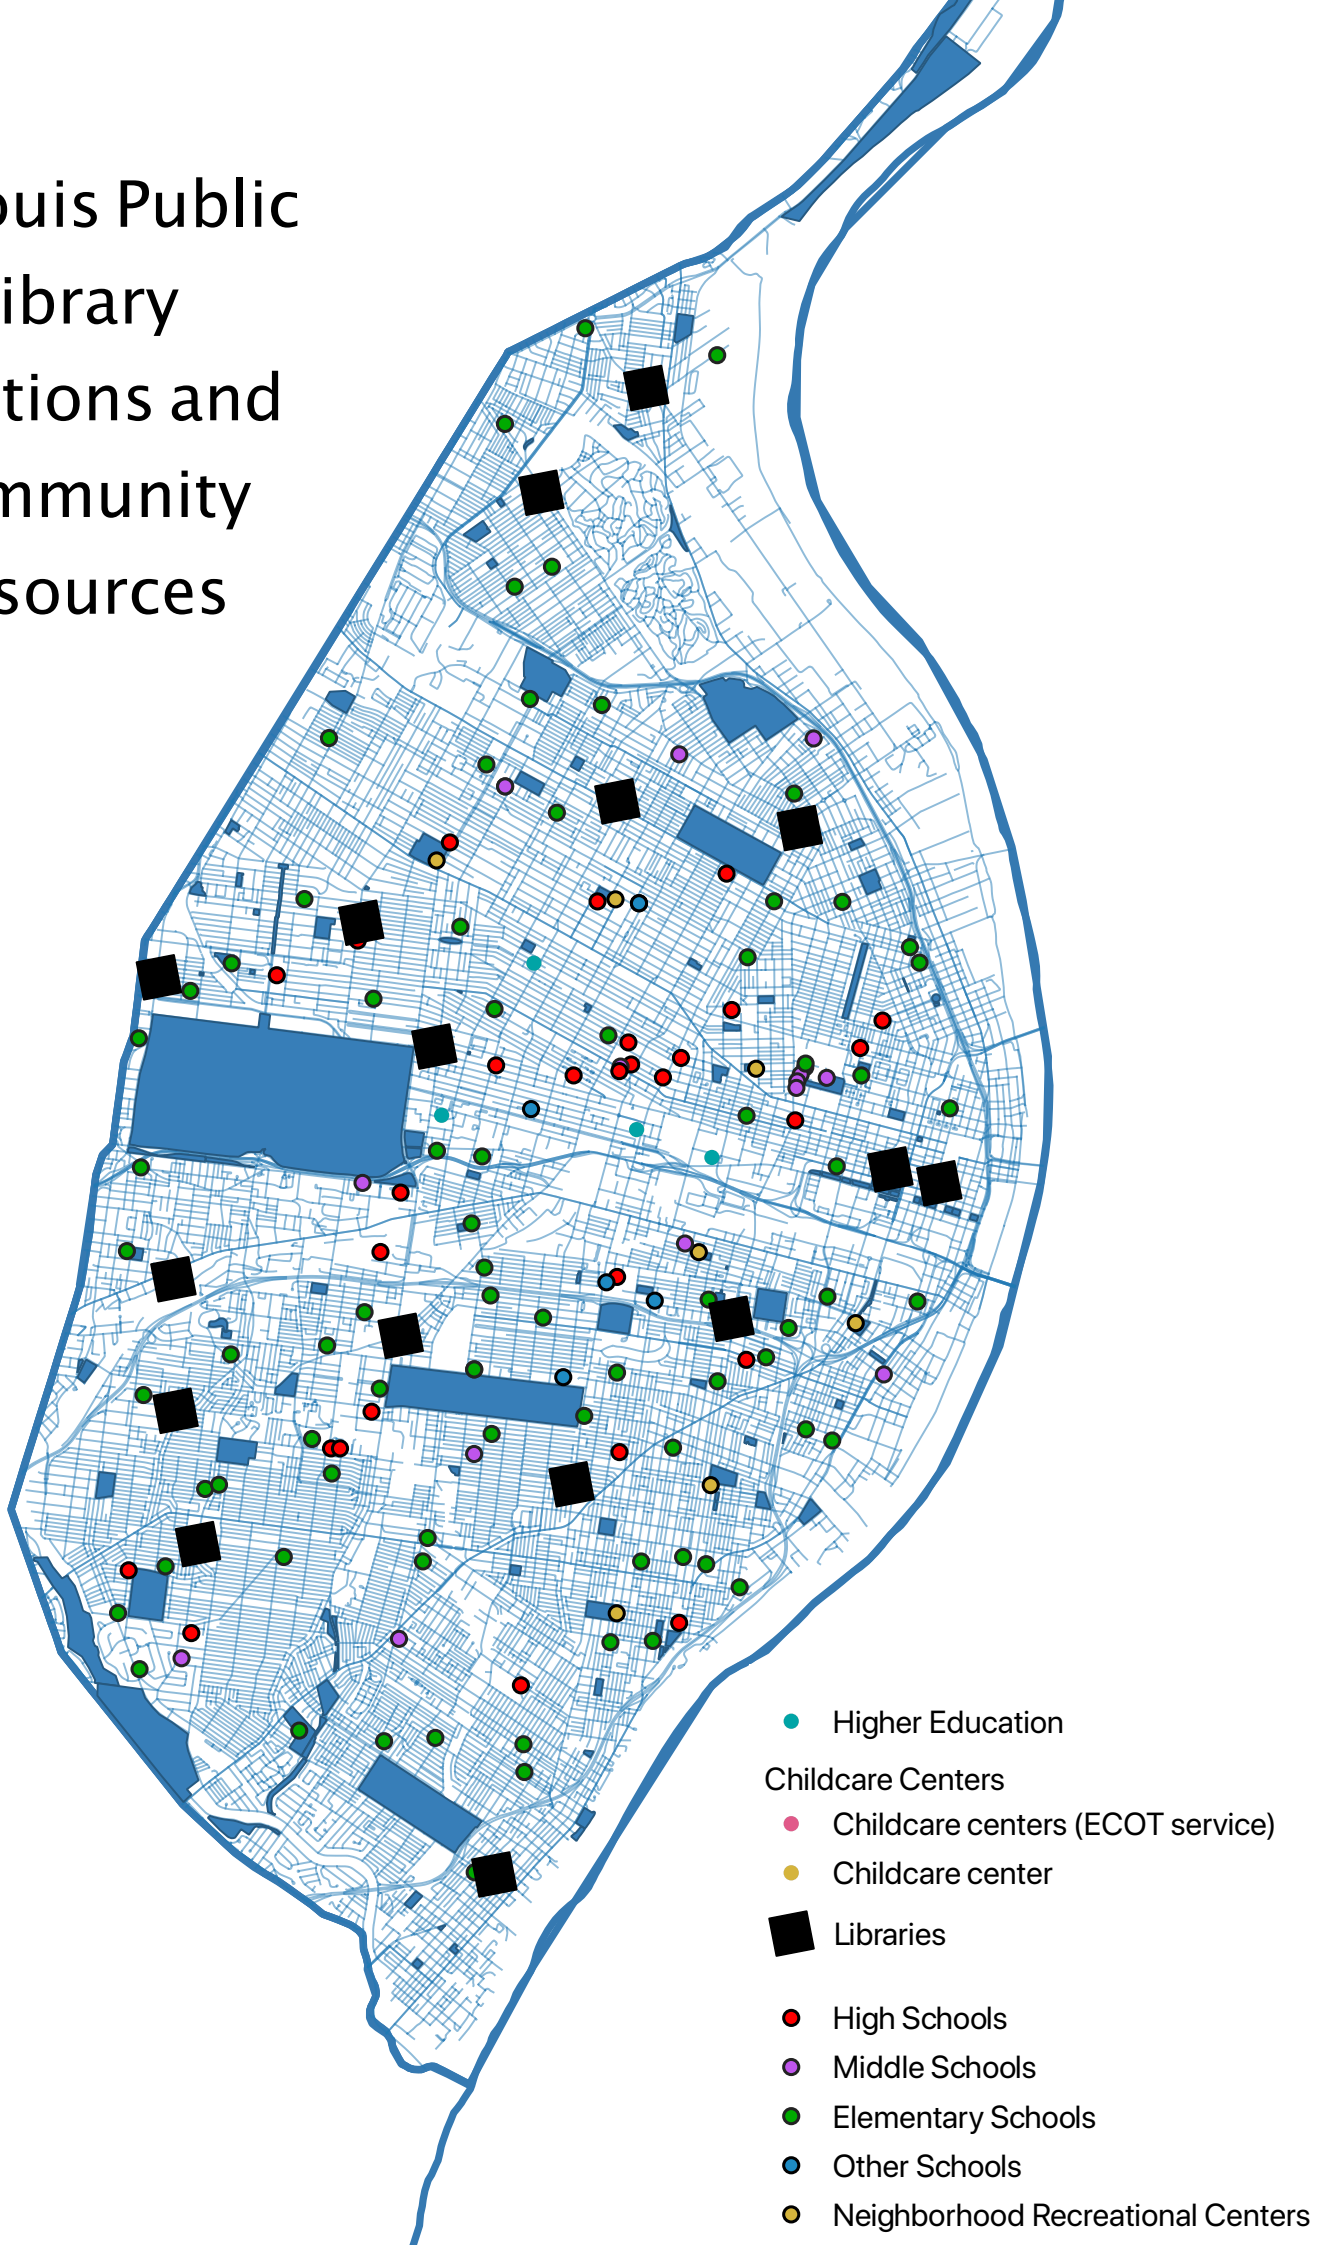 ouis Public
ibrary
tions and
mmunity
sources
Higher Education
Childcare Centers
Childcare centers (ECOT service)
Childcare center
Libraries
High Schools
Middle Schools
Elementary Schools
Other Schools
Neighborhood Recreational Centers